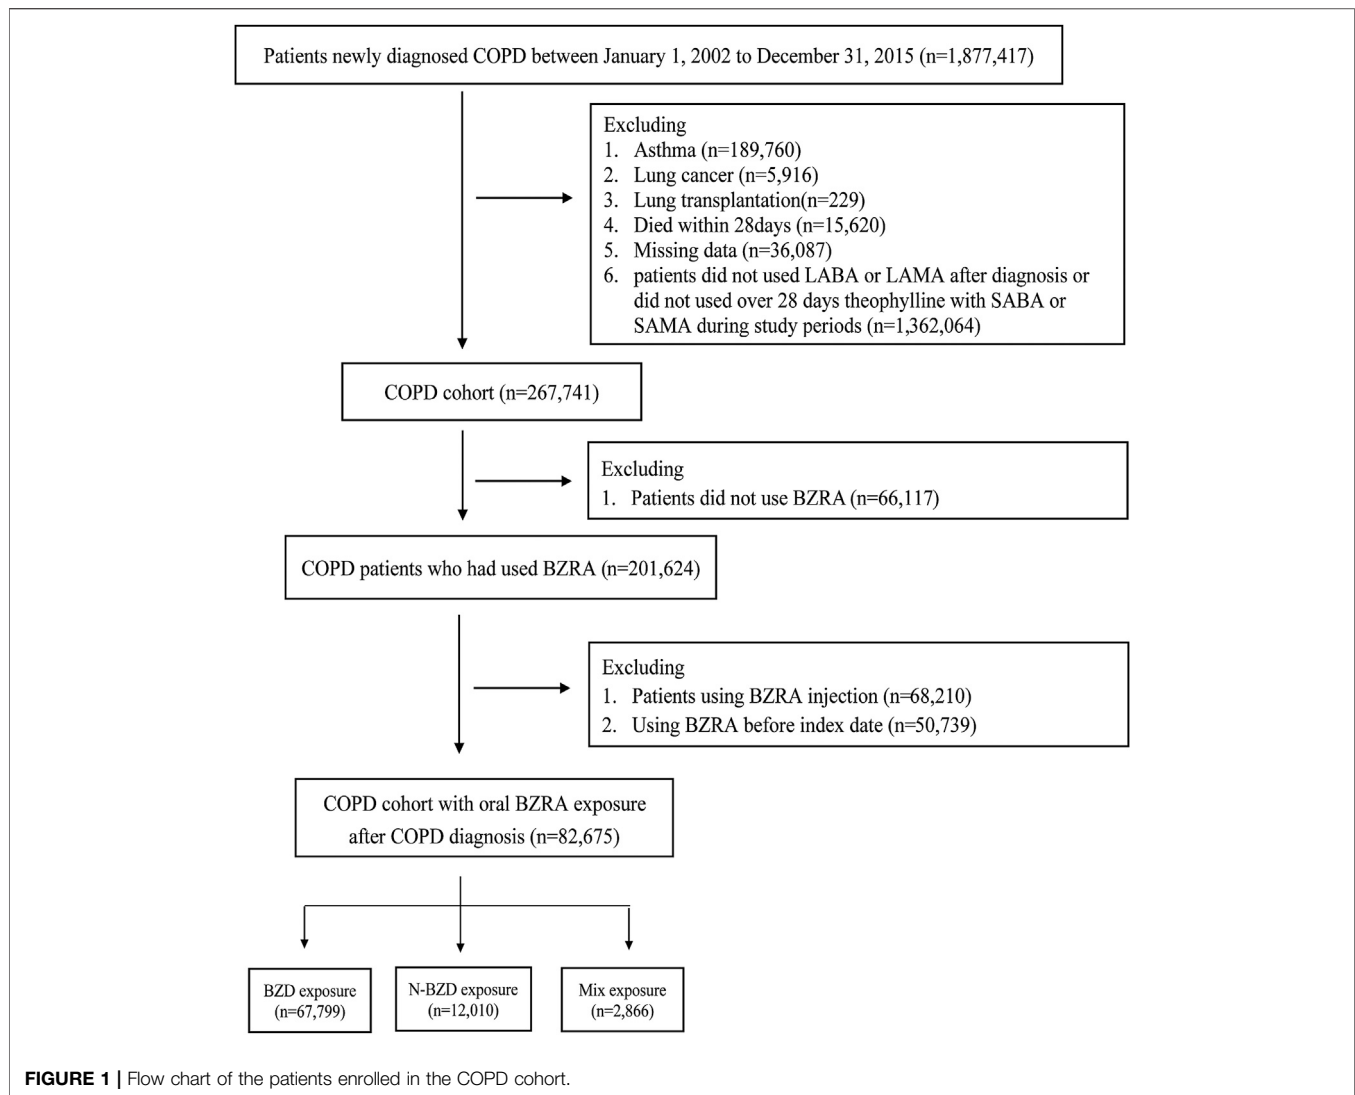 Patients newly diagnosed COPD between January 1, 2002 to December 31, 2015 (n=1,877,417)
Excluding
1. Asthma (n=189,760)
2. Lung cancer (n=5,916)
3. Lung transplantation(n=229)
4. Died within 28days (n=15,620)
5. Missing data (n=36,087)
6. patients did not used LABA or LAMA after diagnosis or
did not used over 28 days theophylline with SABA or
SAMA during study periods (n=1,362,064)
COPD cohort (n=267,741)
Excluding
1. Patients did not use BZRA (n=66,117)
COPD patients who had used BZRA (n=201,624)
Excluding
1. Patients using BZRA injection (n=68,210)
2. Using BZRA before index date (n=50,739)
COPD cohort with oral BZRA exposure
after COPD diagnosis (n=82,675)
BZD exposure
(n=67,799)
N-BZD exposure
(n=12,010)
Mix exposure
(n=2,866)
FIGURE 1 | Flow chart of the patients enrolled in the COPD cohort.